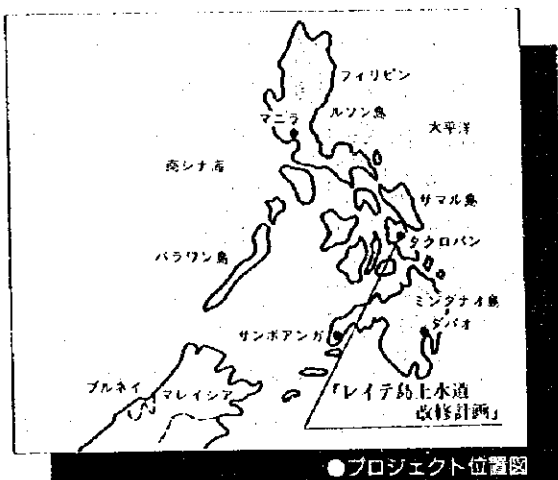 フィリピン
ルソン島
マニラ
太平洋
南シナ海
サマル島
タクロバン
パラワン島
ミンダナイ島
ダバオ
サンボアンガ
ブルネイ
マレイシア
「レイテ島上水道
改修計画」
●プロジェクト位置図